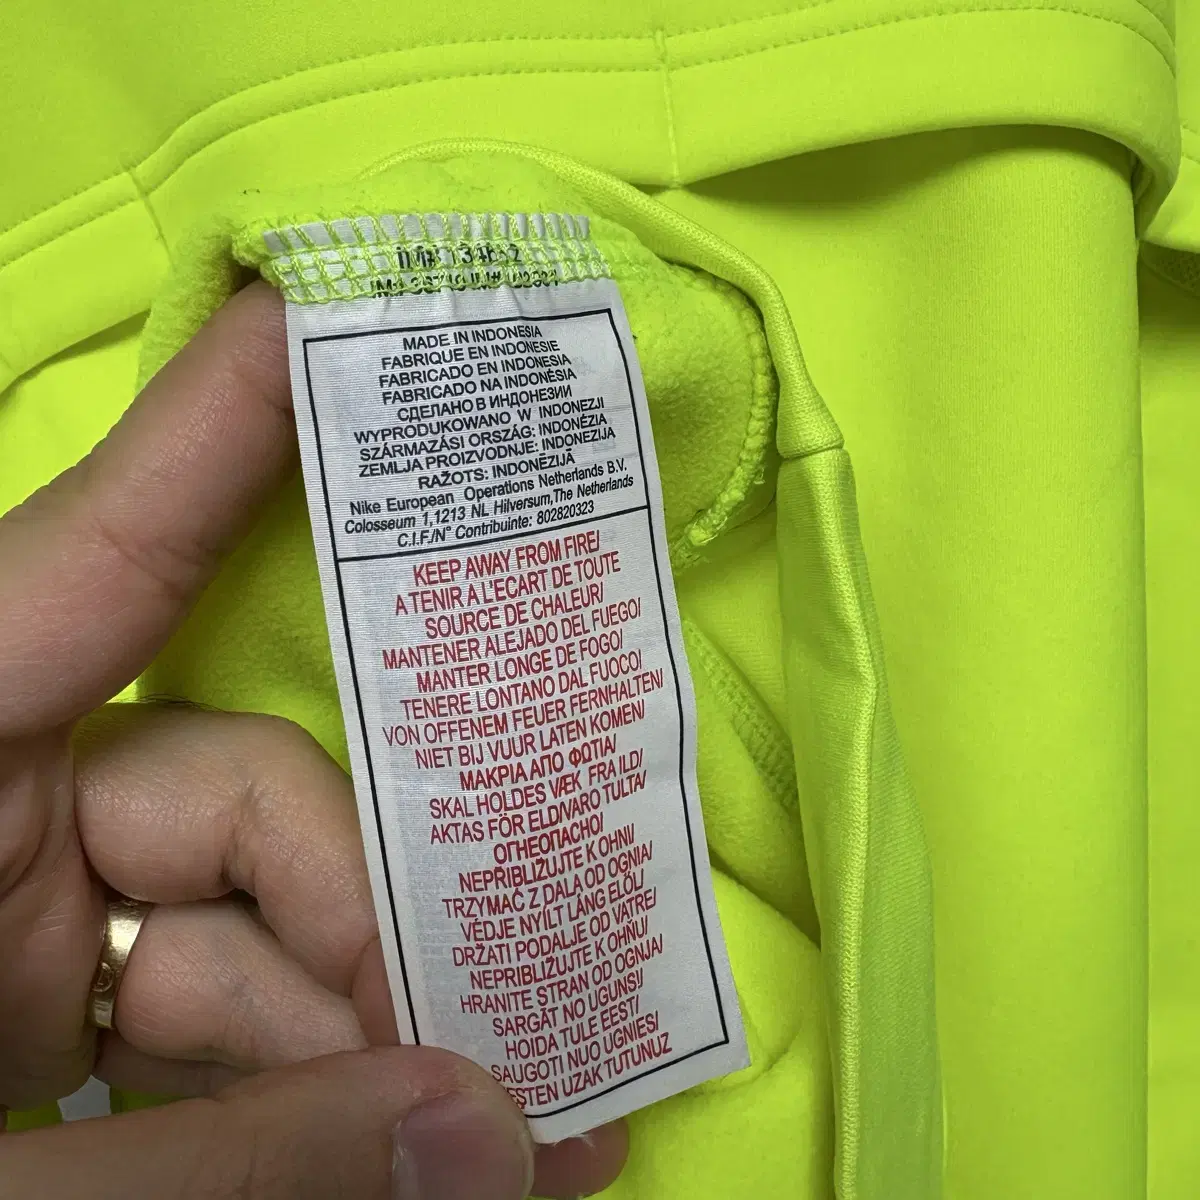 MADE IN INDONESIA
FABRIQUE EN INDONESIE
FABRICADO EN INDONESIA
FABRICADO NA INDONÉSIA
СДЕЛАНО В ИНДОНЕЗИИ
WYPRODUKOWANO W INDONEZJI
SZÁRMAZÁSI ORSZÁG: INDONÉZIA
ZEMLJA PROIZVODNJE: INDONEZIJA
RAŽOTS: INDONĒZIJĀ
Nike European Operations Netherlands B.V.
Colosseum 1,1213 NL Hilversum,The Netherlands
C.I.F./N° Contribuinte: 802820323
KEEP AWAY FROM FIRE/
A TENIR A L'ECART DE TOUTE
SOURCE DE CHALEUR/
MANTENER ALEJADO DEL FUEGO/
MANTER LONGE DE FOGO/
TENERE LONTANO DAL FUOCO/
VON OFFENEM FEUER FERNHALTEN/
NIET BIJ VUUR LATEN KOMEN/
ΜΑΚΡΙΑ ΑΠΟ ΦΩΤΙΑ/
SKAL HOLDES VÆK FRA ILD/
AKTAS FÖR ELD/VARO TULTA/
ОГНЕОПАСНО/
NEPRIBLIŽUJTE K OHNI/
TRZYMAĆ Z DALA OD OGNIA/
VÉDJE NYÍLT LÁNG ELŐL/
DRŽATI PODALJE OD VATRE/
NEPRIBLIŽUJTE K OHŇU/
HRANITE STRAN OD OGNJA/
SARGĀT NO UGUNS/
HOIDA TULE EEST/
SAUGOTI NUO UGNIES/
UZAK TUTUNUZ